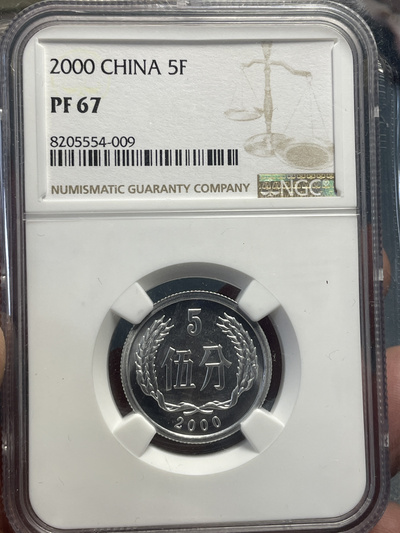 2000 CHINA 5F
PF 67
8205554-009
NUMISMATIC GUARANTY COMPANY
NGC®
5
伍分
2000